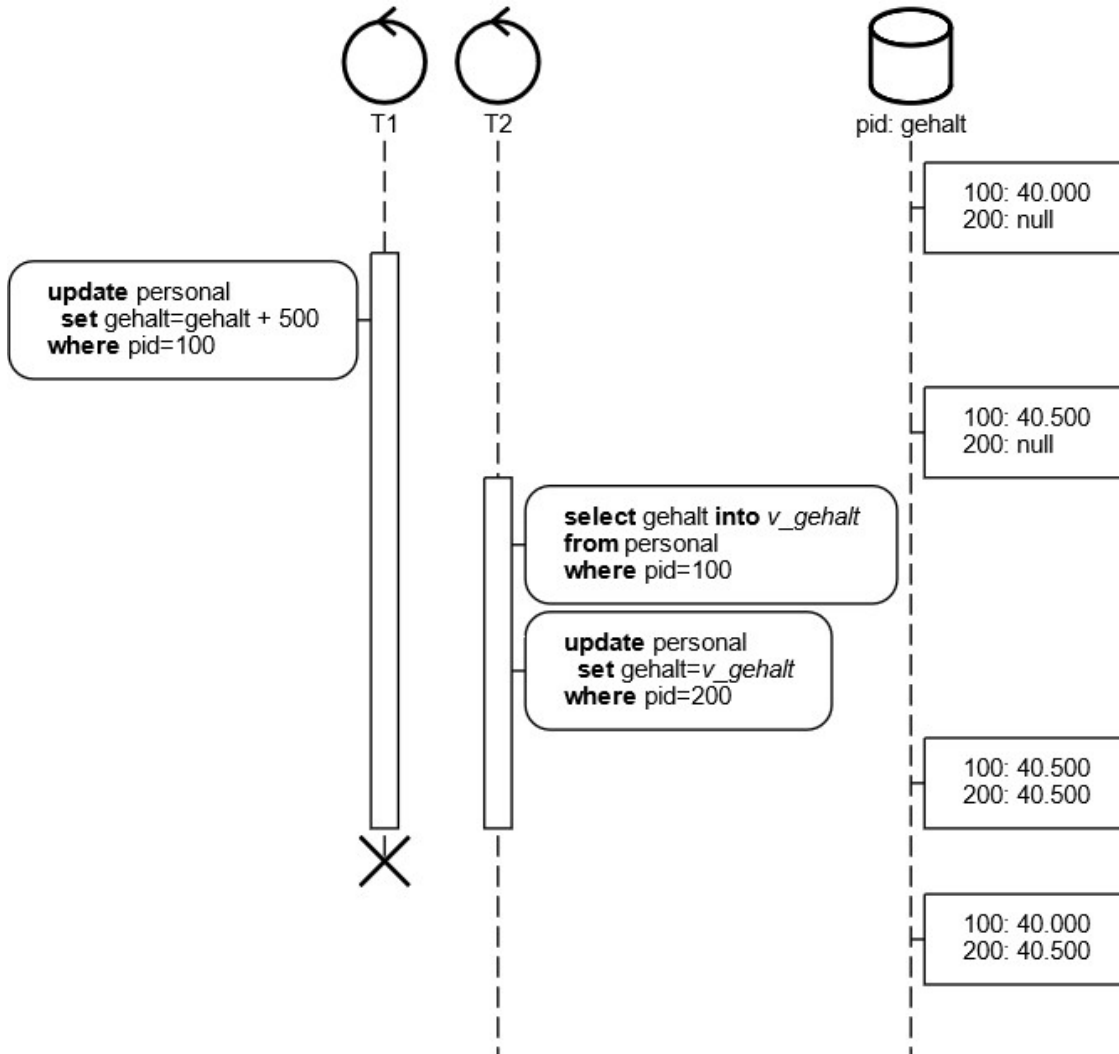 T1
T2
pid: gehalt
100: 40.000
200: null
update personal
set gehalt=gehalt + 500
where pid=100
100: 40.500
200: null
select gehalt into v_gehalt
from personal
where pid=100
update personal
set gehalt=v_gehalt
where pid=200
100: 40.500
200: 40.500
100: 40.000
200: 40.500